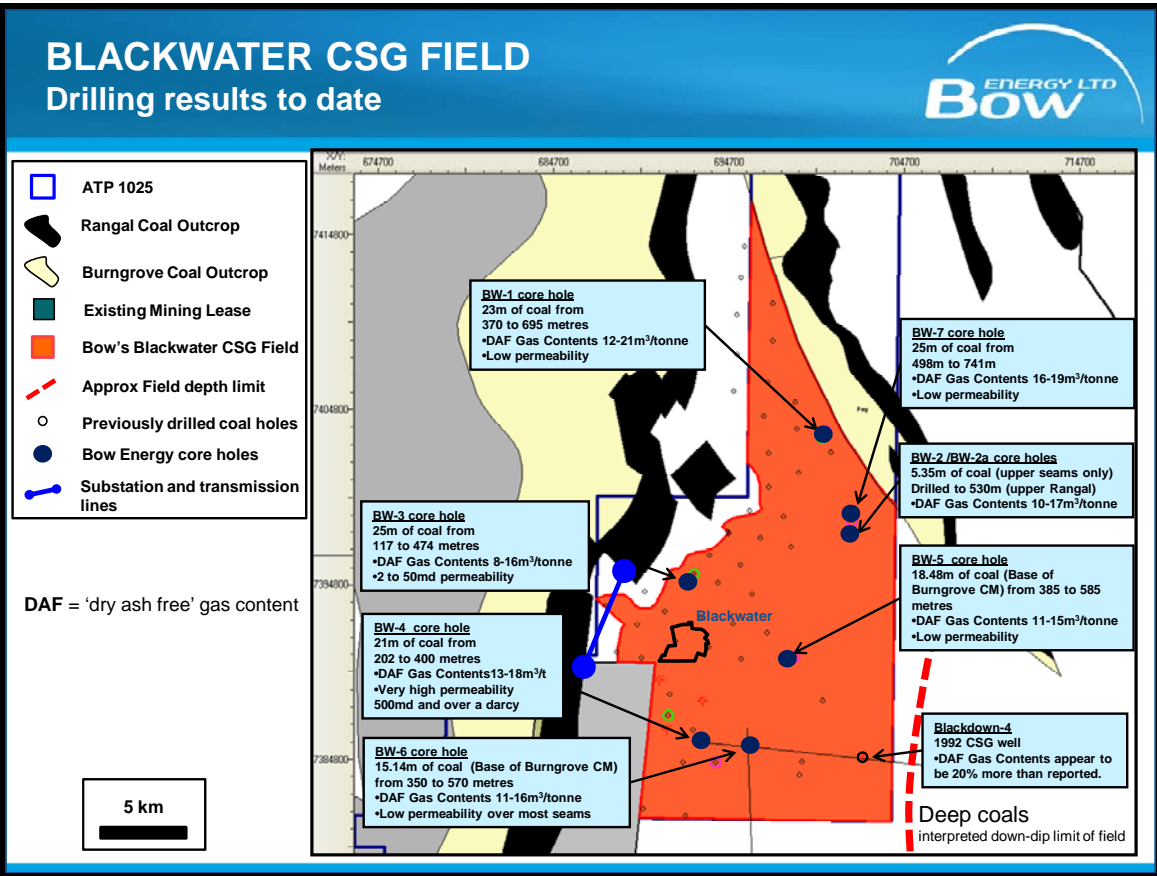 BLACKWATER CSG FIELD
Drilling results to date
ENERGY LTD
BOW
ATP 1025
Rangal Coal Outcrop
Burngrove Coal Outcrop
Existing Mining Lease
Bow's Blackwater CSG Field
Approx Field depth limit
Previously drilled coal holes
Bow Energy core holes
Substation and transmission
lines
DAF = 'dry ash free' gas content
5 km
X/Y:
Meters
674700
684700
694700
704700
714700
7414800
7404800
7394800
7384800
BW-1 core hole
23m of coal from
370 to 695 metres
•DAF Gas Contents 12-21m³/tonne
•Low permeability
BW-7 core hole
25m of coal from
498m to 741m
•DAF Gas Contents 16-19m³/tonne
•Low permeability
BW-2 /BW-2a core holes
5.35m of coal (upper seams only)
Drilled to 530m (upper Rangal)
•DAF Gas Contents 10-17m³/tonne
BW-3 core hole
25m of coal from
117 to 474 metres
•DAF Gas Contents 8-16m³/tonne
•2 to 50md permeability
BW-5 core hole
18.48m of coal (Base of
Burngrove CM) from 385 to 585
metres
•DAF Gas Contents 11-15m³/tonne
•Low permeability
Blackwater
BW-4 core hole
21m of coal from
202 to 400 metres
•DAF Gas Contents13-18m³/t
•Very high permeability
500md and over a darcy
BW-6 core hole
15.14m of coal (Base of Burngrove CM)
from 350 to 570 metres
•DAF Gas Contents 11-16m³/tonne
•Low permeability over most seams
Blackdown-4
1992 CSG well
•DAF Gas Contents appear to
be 20% more than reported.
Deep coals
interpreted down-dip limit of field